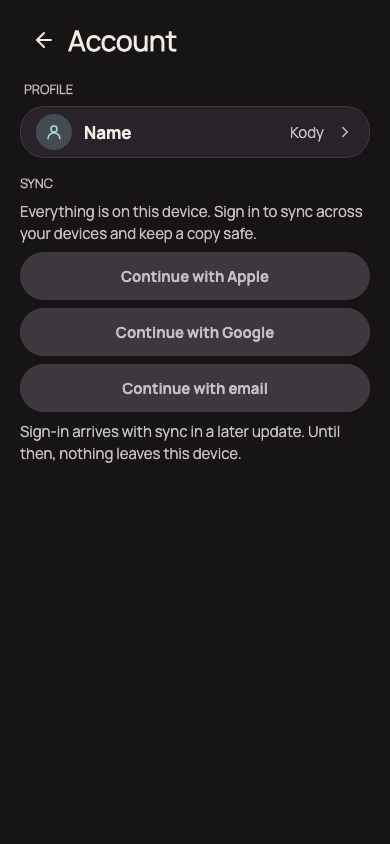 Account
PROFILE
Name
Kody
SYNC
Everything is on this device. Sign in to sync across
your devices and keep a copy safe.
Continue with Apple
Continue with Google
Continue with email
Sign-in arrives with sync in a later update. Until
then, nothing leaves this device.